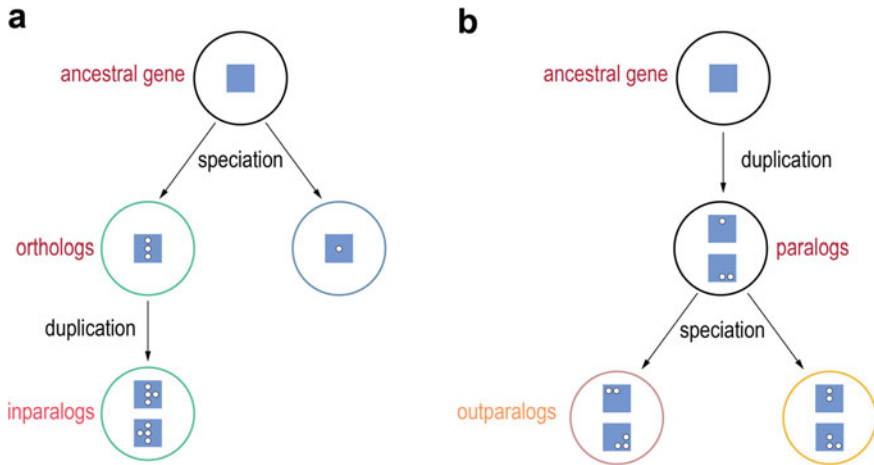 a
ancestral gene
speciation
orthologs
duplication
inparalogs
b
ancestral gene
duplication
paralogs
speciation
outparalogs